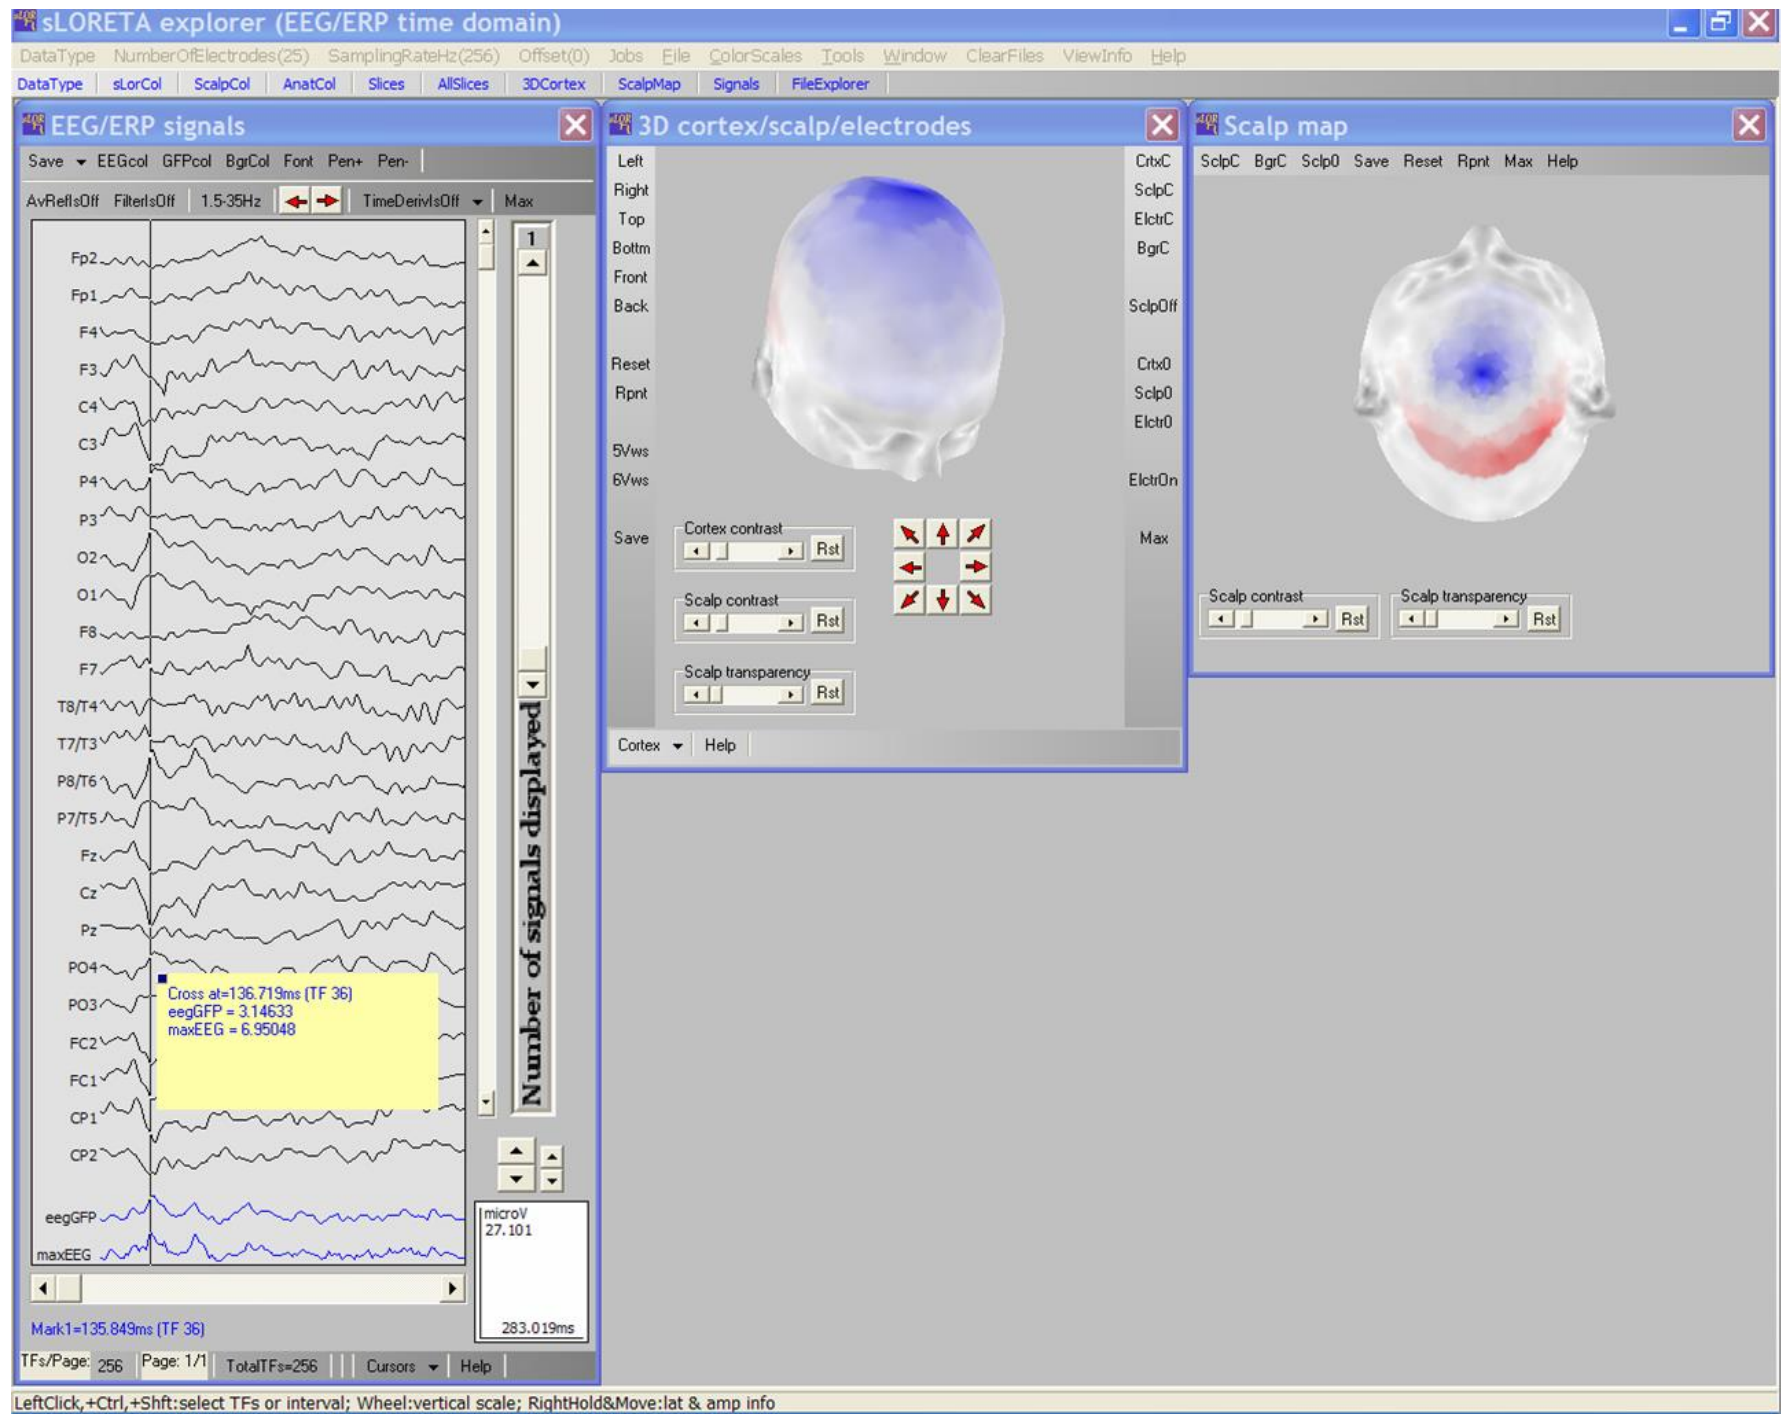 sLORETA explorer (EEG/ERP time domain)
DataType NumberOfElectrodes(25) SamplingRateHz(256) Offset(0) Jobs File ColorScales Tools Window ClearFiles ViewInfo Help
DataType sLorCol ScalpCol AnatCol Slices AllSlices 3DCortex ScalpMap Signals FileExplorer
EEG/ERP signals
Save EEGcol GFPcol BgrCol Font Pen+ Pen-
AvRefIsOff FilterIsOff 1.5-35Hz TimeDerivIsOff Max
1
Fp2
Fp1
F4
F3
C4
C3
P4
P3
O2
O1
F8
F7
T8/T4
T7/T3
P8/T6
P7/T5
Fz
Cz
Pz
PO4
PO3
FC2
FC1
CP1
CP2
eegGFP
maxEEG
Cross at=136.719ms (TF 36)
eegGFP = 3.14633
maxEEG = 6.95048
Number of signals displayed
microV
27.101
283.019ms
Mark1=135.849ms (TF 36)
TFs/Page: 256 Page: 1/1 TotalTFs=256 Cursors Help
3D cortex/scalp/electrodes
Left
Right
Top
Bottm
Front
Back
Reset
Rpnt
5Vws
6Vws
Save
CrtxC
SclpC
ElctrC
BgrC
SclpOff
Crtx0
Sclp0
Elctr0
ElctrOn
Max
Cortex contrast
Rst
Scalp contrast
Rst
Scalp transparency
Rst
Cortex Help
Scalp map
SclpC BgrC Sclp0 Save Reset Rpnt Max Help
Scalp contrast
Rst
Scalp transparency
Rst
LeftClick,+Ctrl,+Shft:select TFs or interval; Wheel:vertical scale; RightHold&Move:lat & amp info